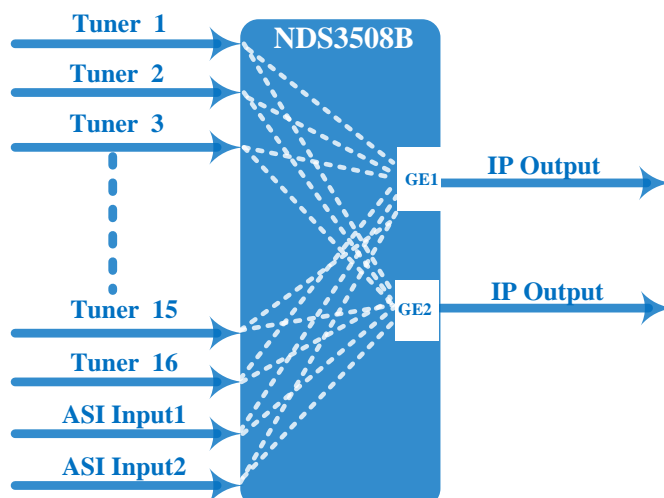 Tuner 1
NDS3508B
Tuner 2
Tuner 3
GE1
IP Output
Tuner 15
GE2
IP Output
Tuner 16
ASI Input1
ASI Input2